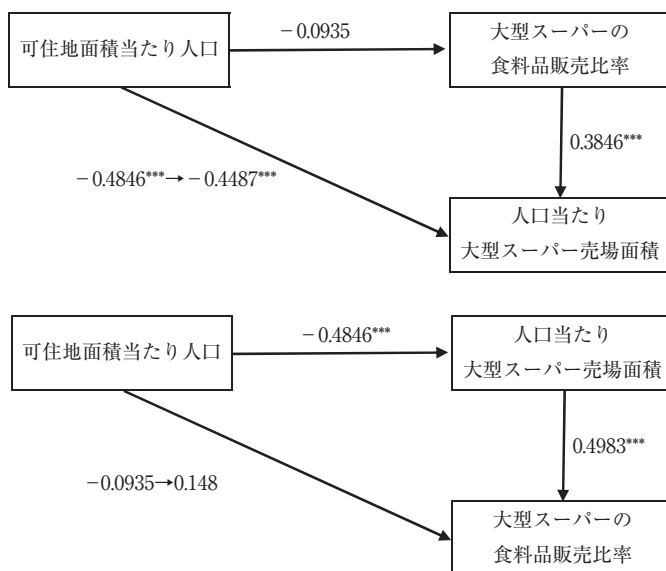 可住地面積当たり人口
−0.0935
大型スーパーの
食料品販売比率
0.3846***
−0.4846***→−0.4487***
人口当たり
大型スーパー売場面積
可住地面積当たり人口
−0.4846***
人口当たり
大型スーパー売場面積
0.4983***
−0.0935→0.148
大型スーパーの
食料品販売比率